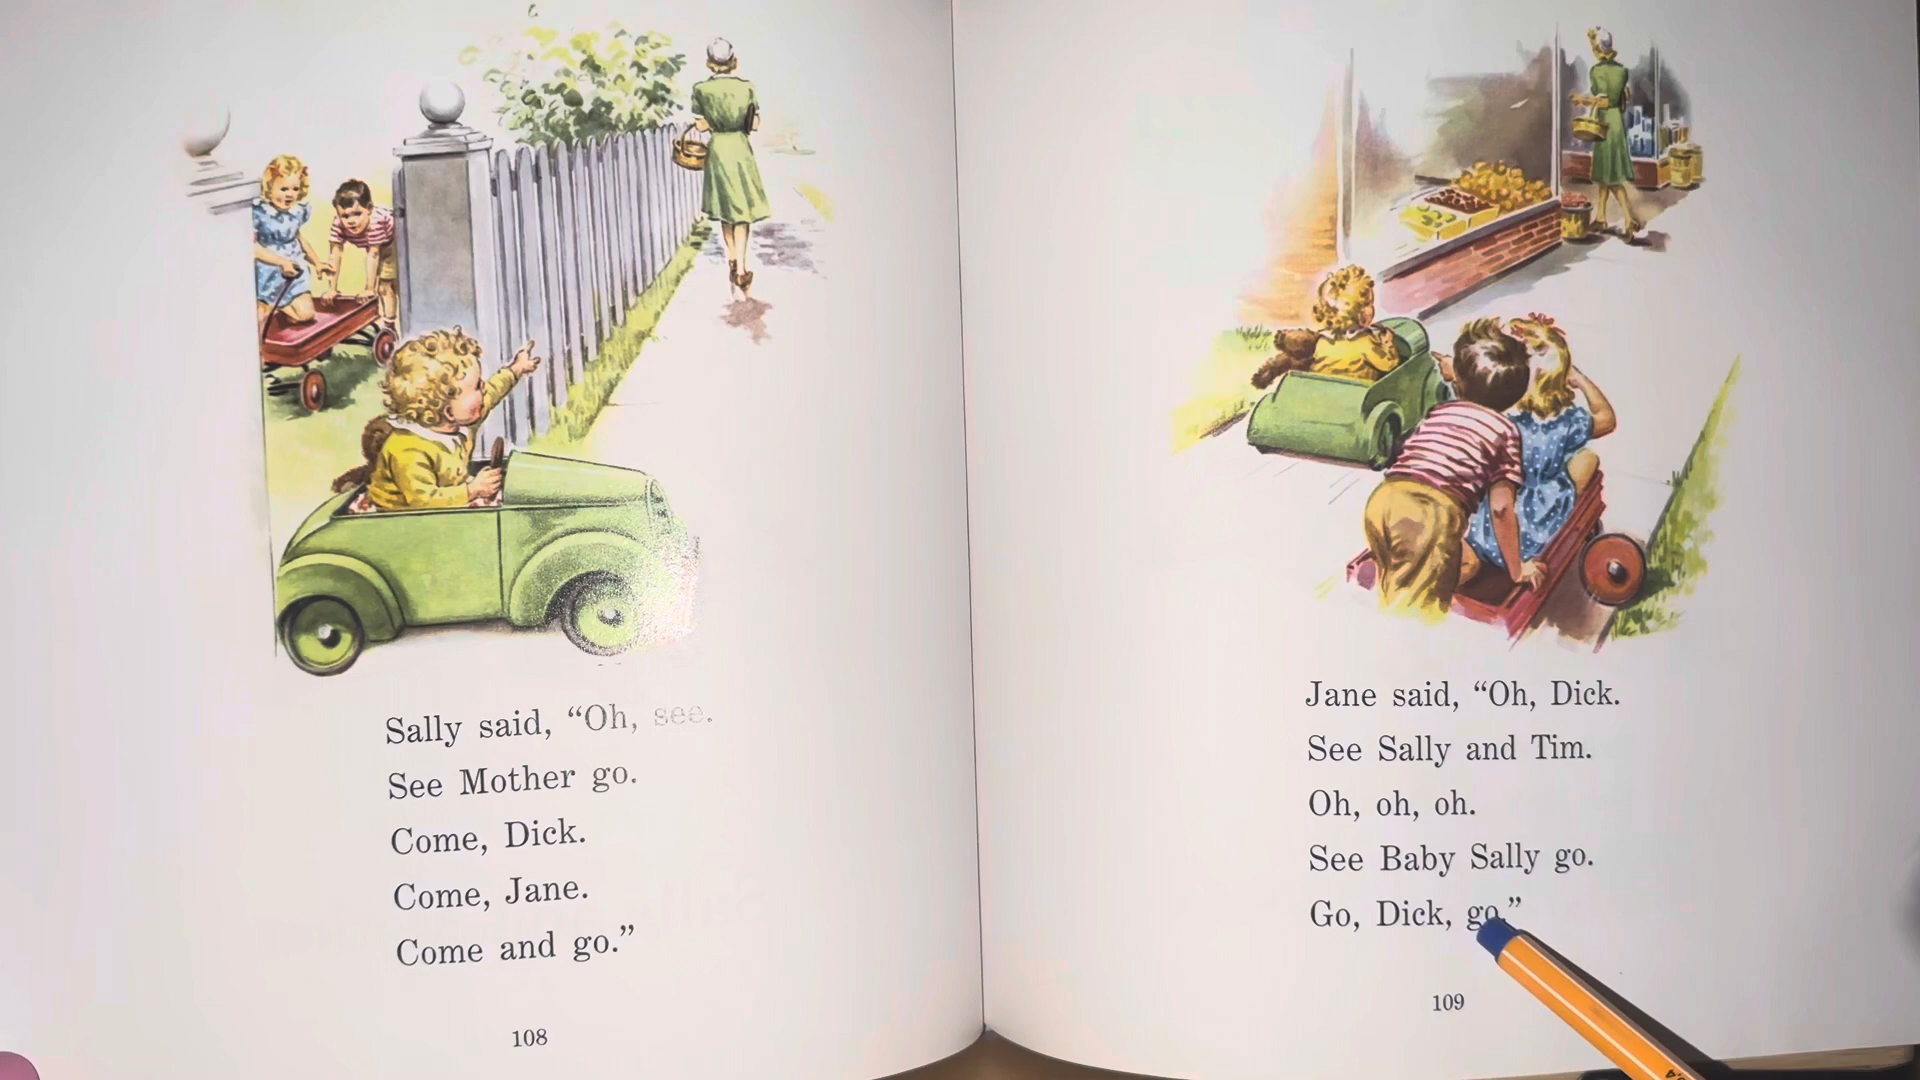 Sally said, “Oh, see.
See Mother go.
Come, Dick.
Come, Jane.
Come and go.”
108
Jane said, “Oh, Dick.
See Sally and Tim.
Oh, oh, oh.
See Baby Sally go.
Go, Dick, go.”
109